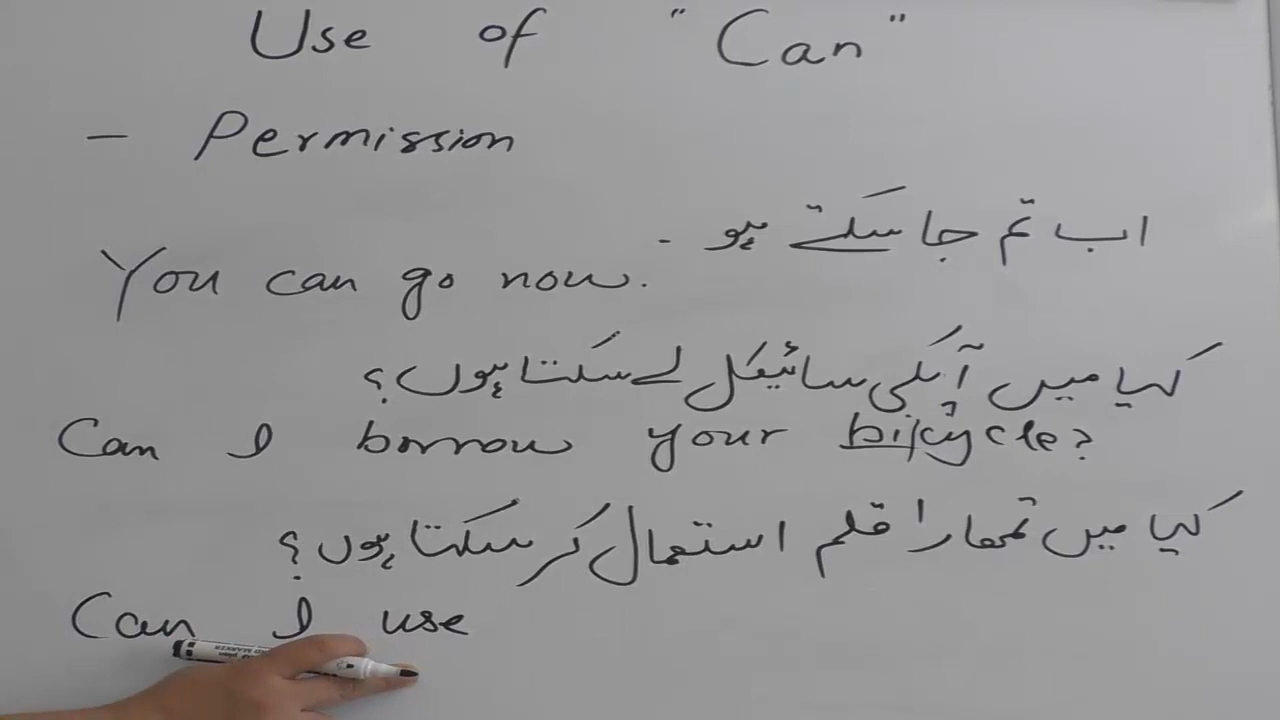 Use of "Can"
- Permission
اب تم جا سکتے ہو -
You can go now.
کیا میں آپکی سائیکل لے سکتا ہوں؟
Can I borrow your bicycle?
کیا میں تمھارا قلم استعمال کر سکتا ہوں؟
Can I use